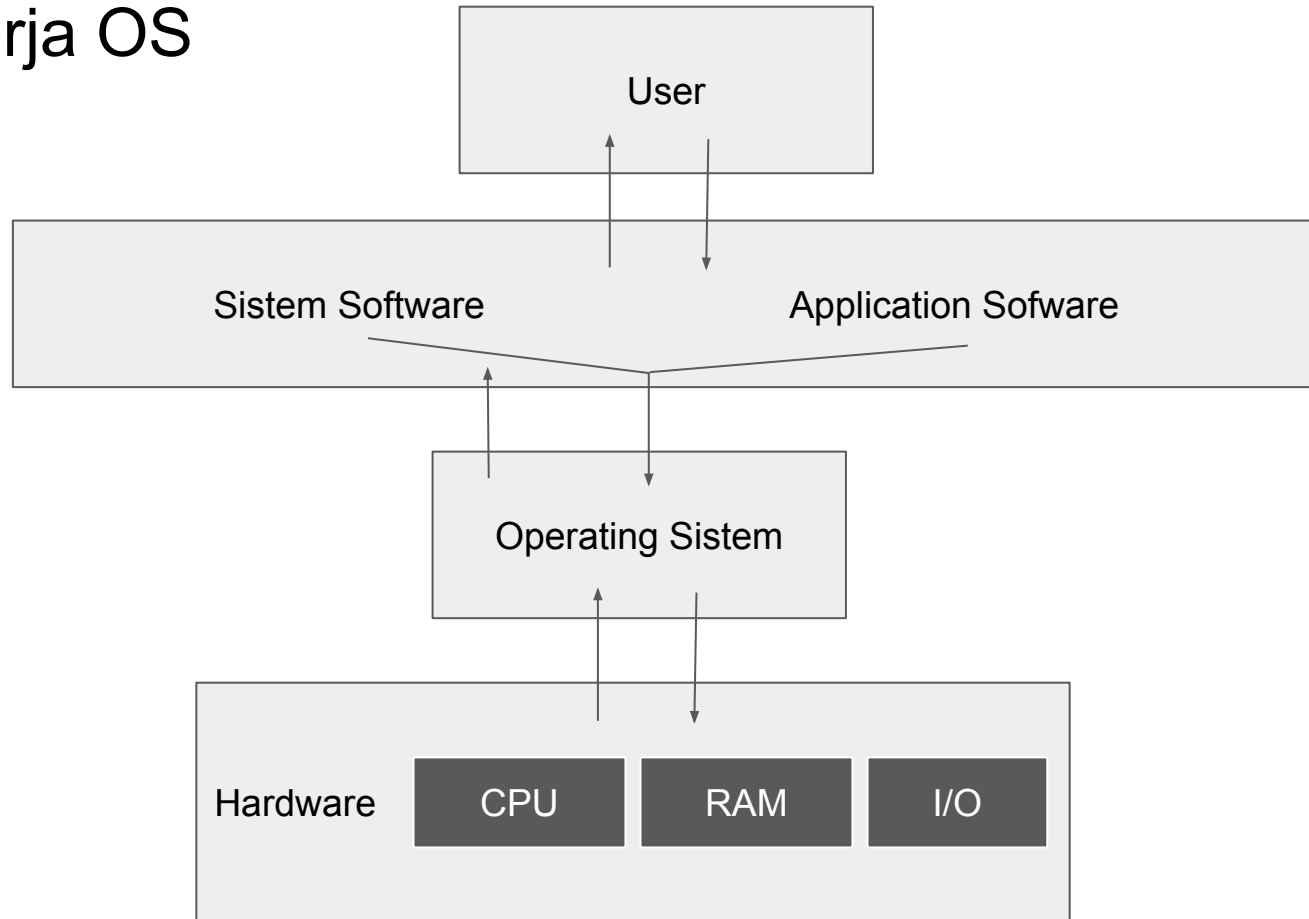 rja OS
User
Sistem Software
Application Sofware
Operating Sistem
Hardware
CPU
RAM
I/O